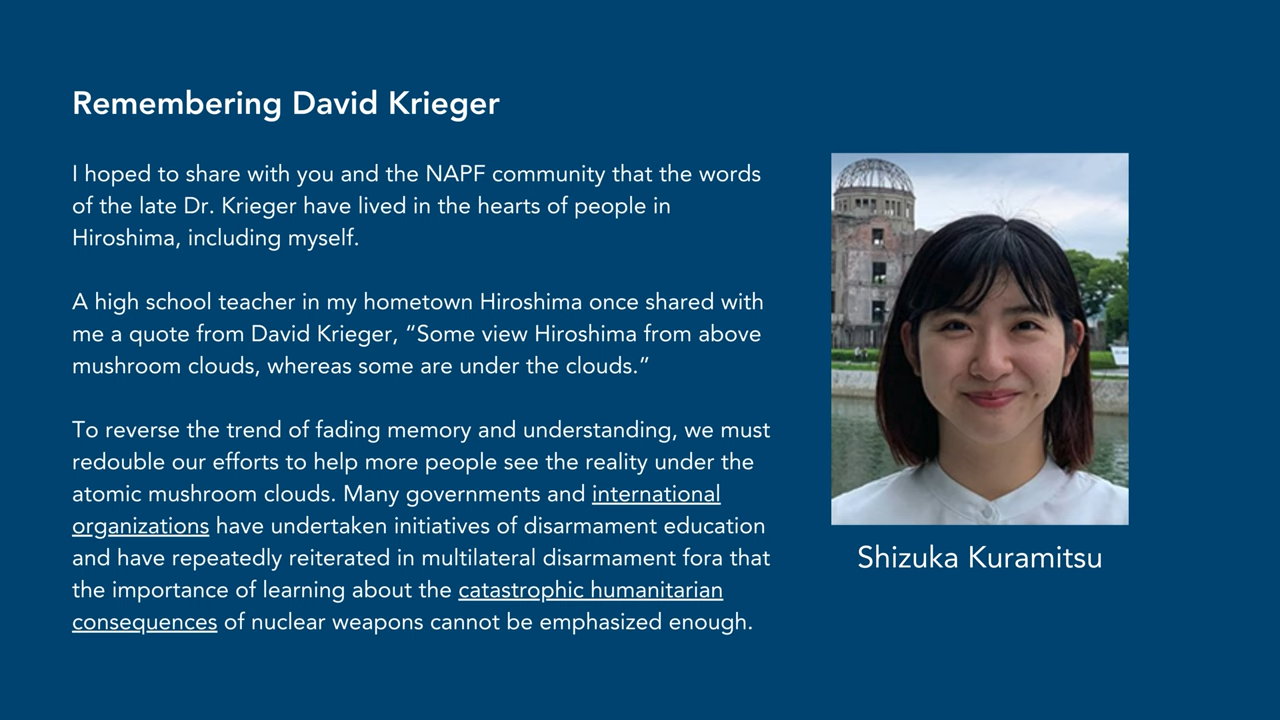 Remembering David Krieger
I hoped to share with you and the NAPF community that the words
of the late Dr. Krieger have lived in the hearts of people in
Hiroshima, including myself.
A high school teacher in my hometown Hiroshima once shared with
me a quote from David Krieger, “Some view Hiroshima from above
mushroom clouds, whereas some are under the clouds.”
To reverse the trend of fading memory and understanding, we must
redouble our efforts to help more people see the reality under the
atomic mushroom clouds. Many governments and international
organizations have undertaken initiatives of disarmament education
and have repeatedly reiterated in multilateral disarmament fora that
the importance of learning about the catastrophic humanitarian
consequences of nuclear weapons cannot be emphasized enough.
Shizuka Kuramitsu